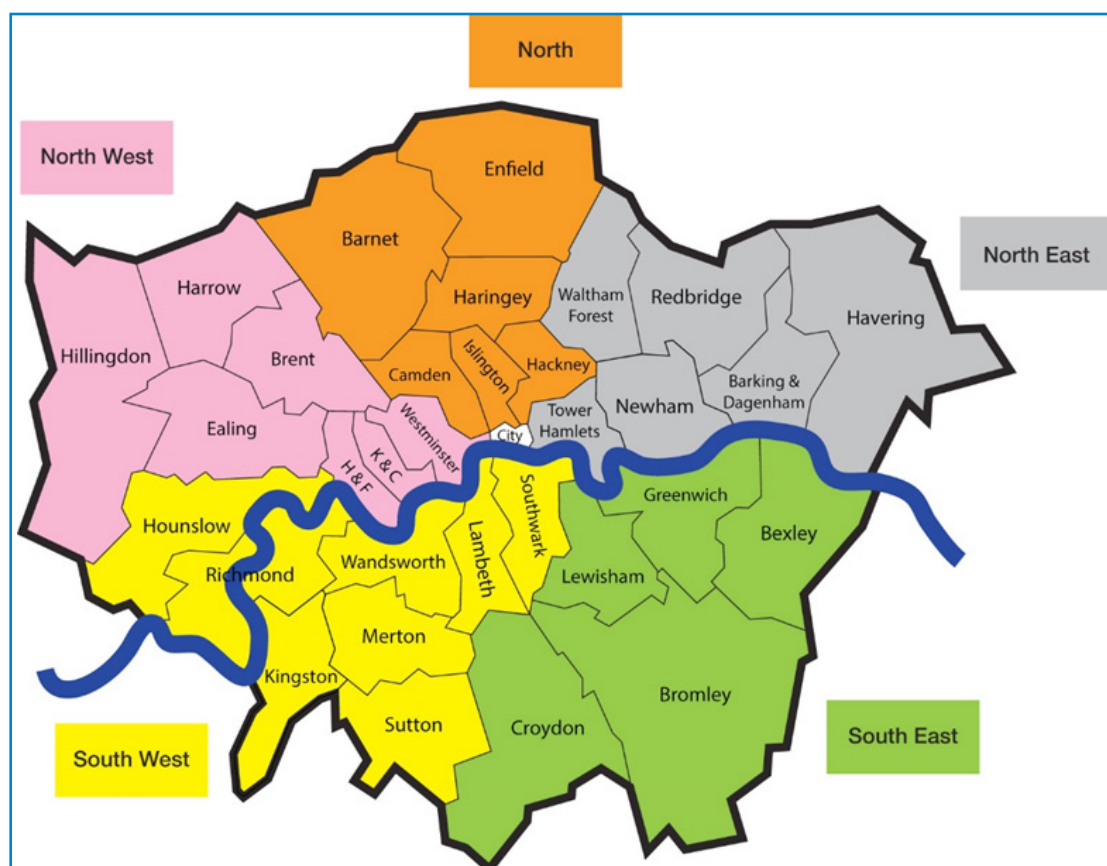 North
North West
Enfield
Barnet
North East
Harrow
Haringey
Waltham
Forest
Redbridge
Havering
Hillingdon
Brent
Camden
Islington
Hackney
Barking &
Dagenham
Ealing
Westminster
K & C
H & F
City
Tower
Hamlets
Newham
Hounslow
Southwark
Greenwich
Bexley
Richmond
Wandsworth
Lambeth
Lewisham
Merton
Kingston
Sutton
Croydon
Bromley
South West
South East